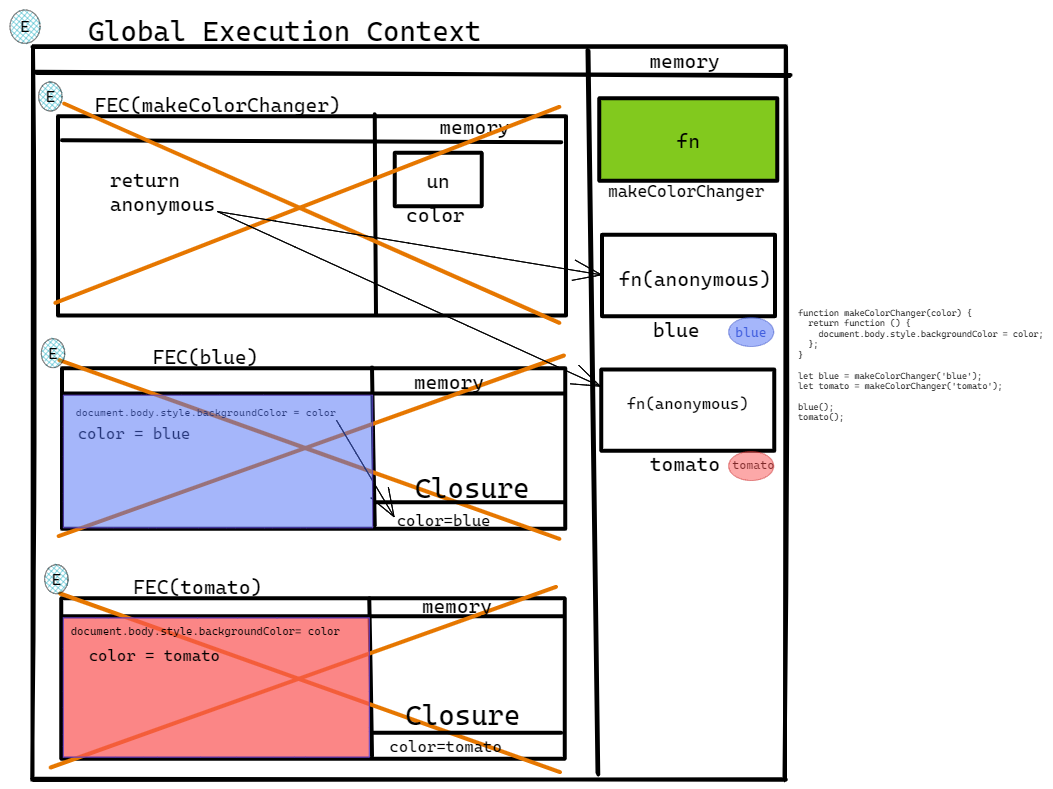 E
Global Execution Context
memory
E
FEC(makeColorChanger)
memory
return
anonymous
un
color
fn
makeColorChanger
fn(anonymous)
blue
blue
fn(anonymous)
tomato
tomato
E
FEC(blue)
memory
document.body.style.backgroundColor = color
color = blue
Closure
color=blue
E
FEC(tomato)
memory
document.body.style.backgroundColor= color
color = tomato
Closure
color=tomato
function makeColorChanger(color) {
  return function () {
    document.body.style.backgroundColor = color;
  };
}
let blue = makeColorChanger('blue');
let tomato = makeColorChanger('tomato');
blue();
tomato();